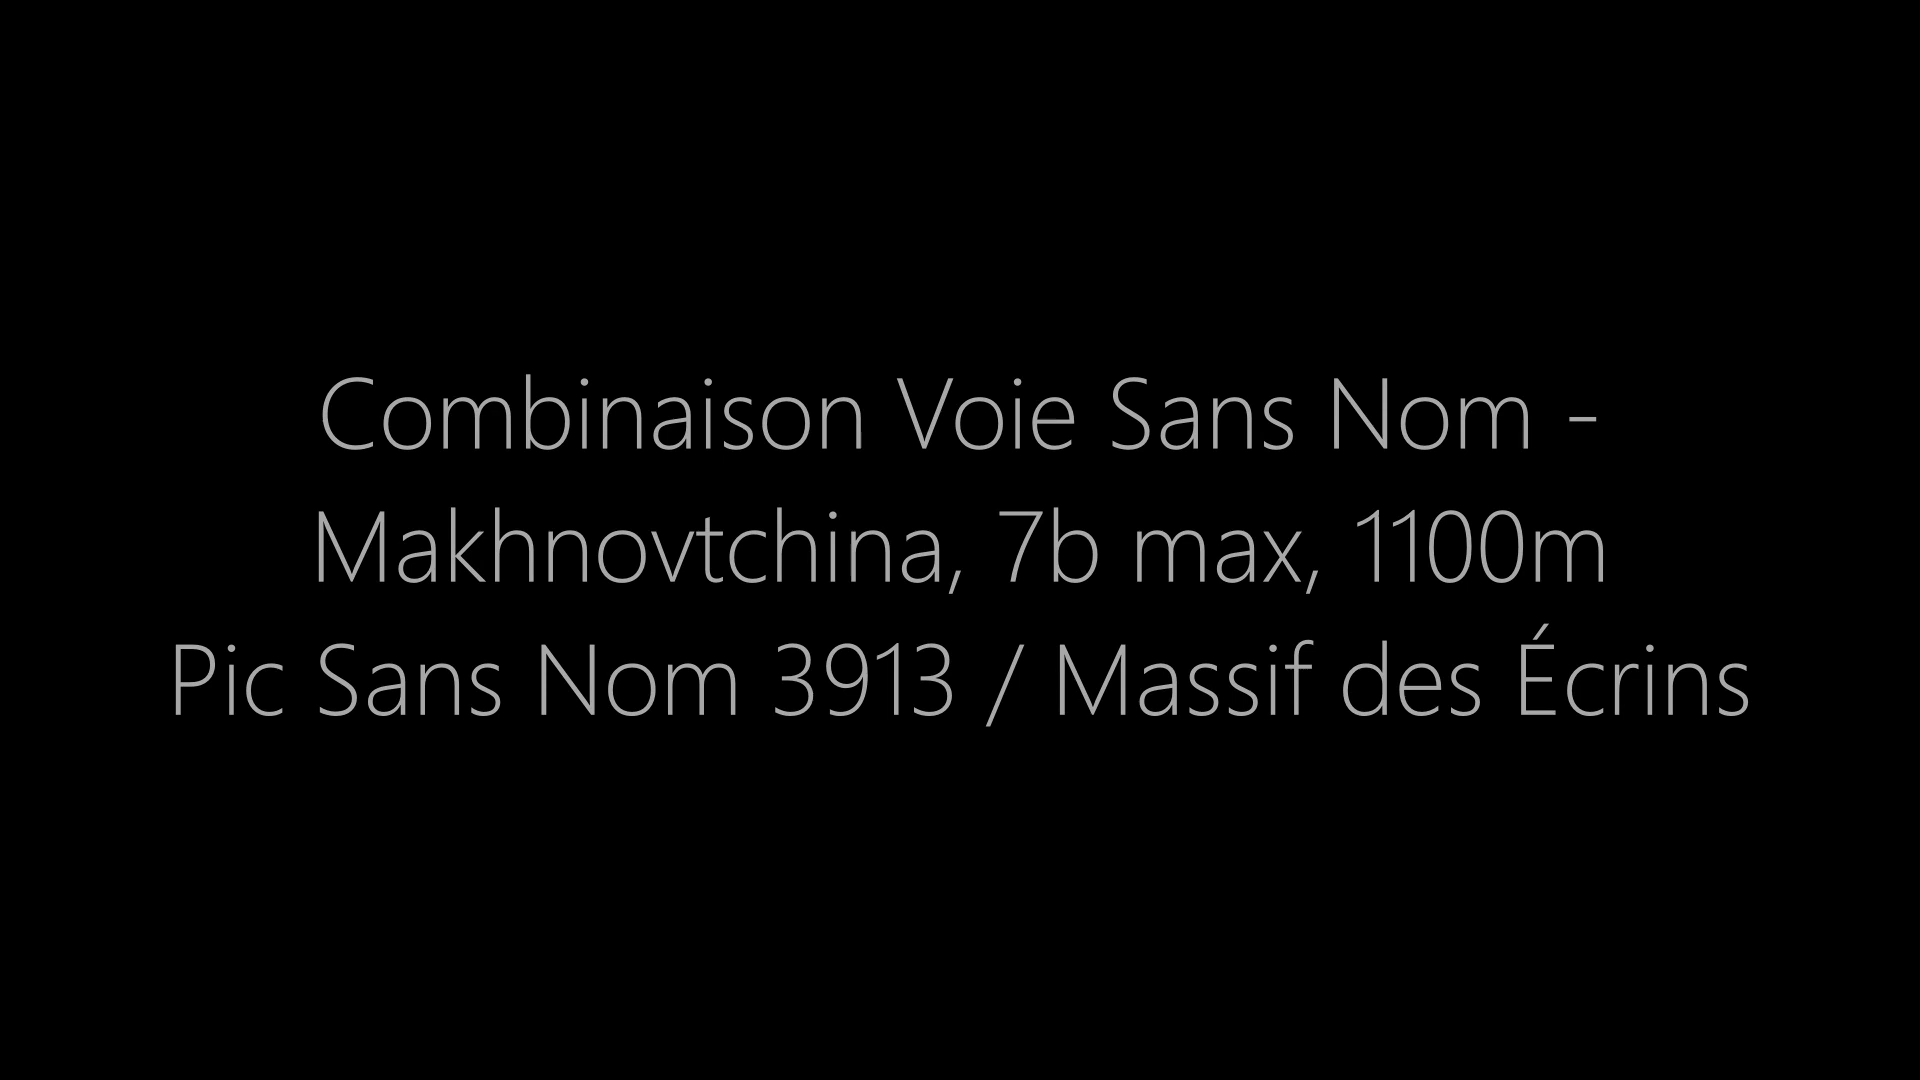 Combinaison Voie Sans Nom -
Makhnovtchina, 7b max, 1100m
Pic Sans Nom 3913 / Massif des Écrins